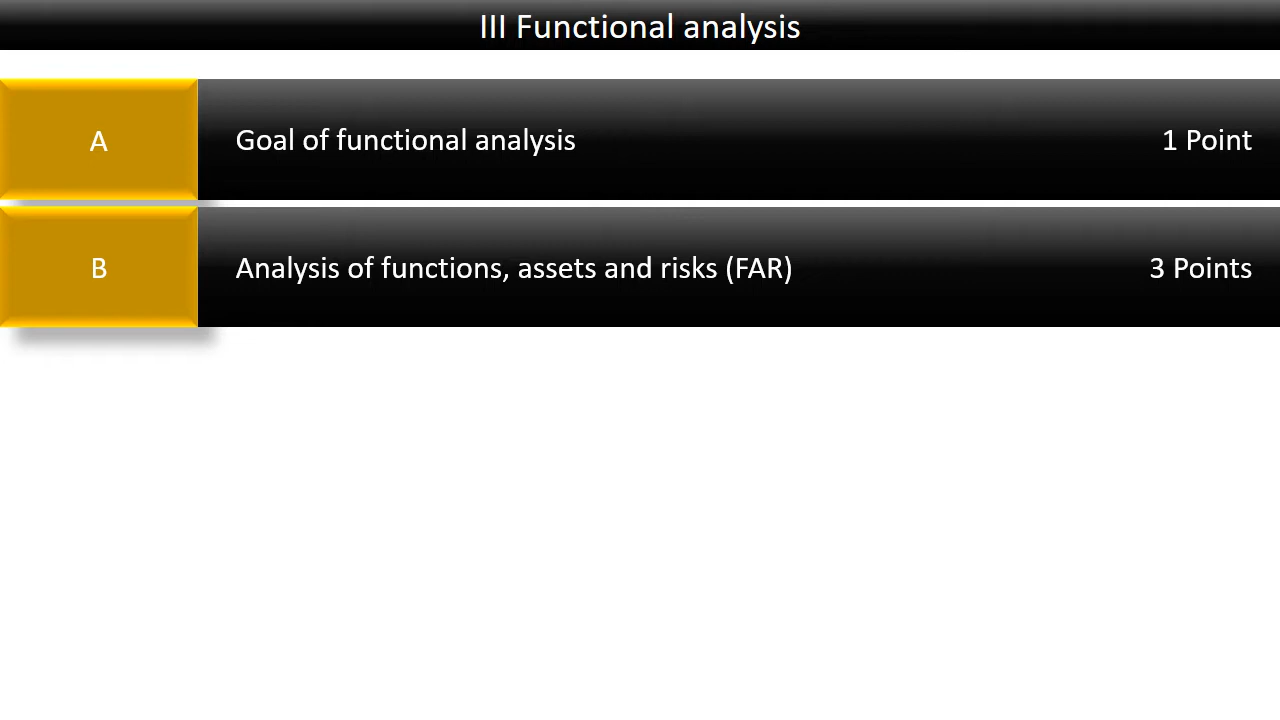 III Functional analysis
A
Goal of functional analysis
1 Point
B
Analysis of functions, assets and risks (FAR)
3 Points